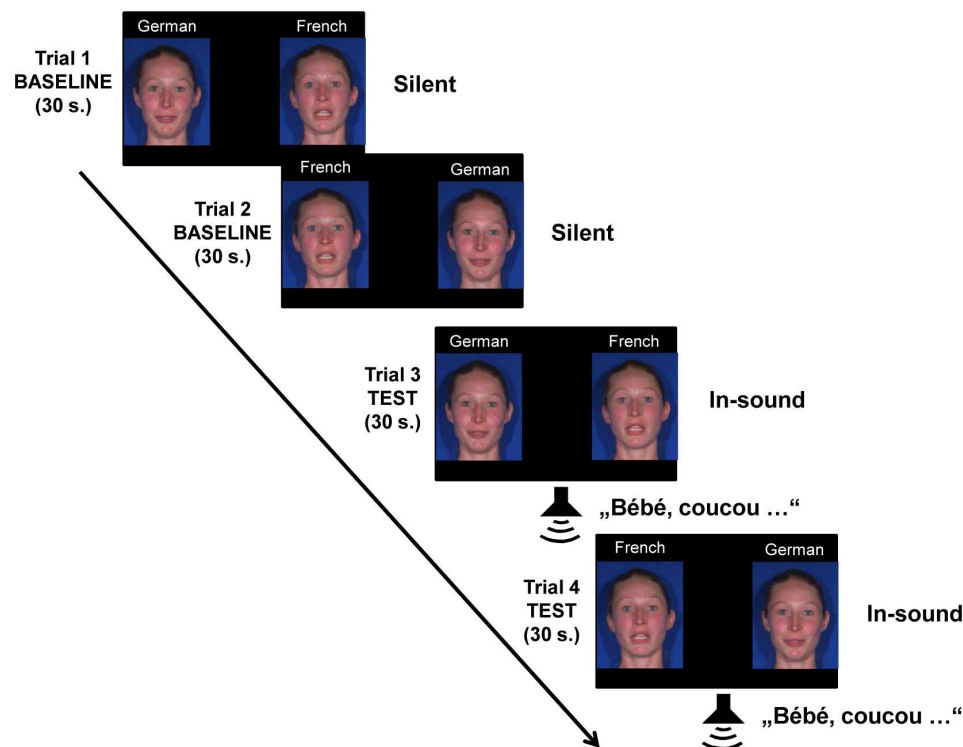 German French
Trial 1
BASELINE
(30 s.)
Silent
French German
Trial 2
BASELINE
(30 s.)
Silent
German French
Trial 3
TEST
(30 s.)
In-sound
„Bébé, coucou …“
French German
Trial 4
TEST
(30 s.)
In-sound
„Bébé, coucou …“